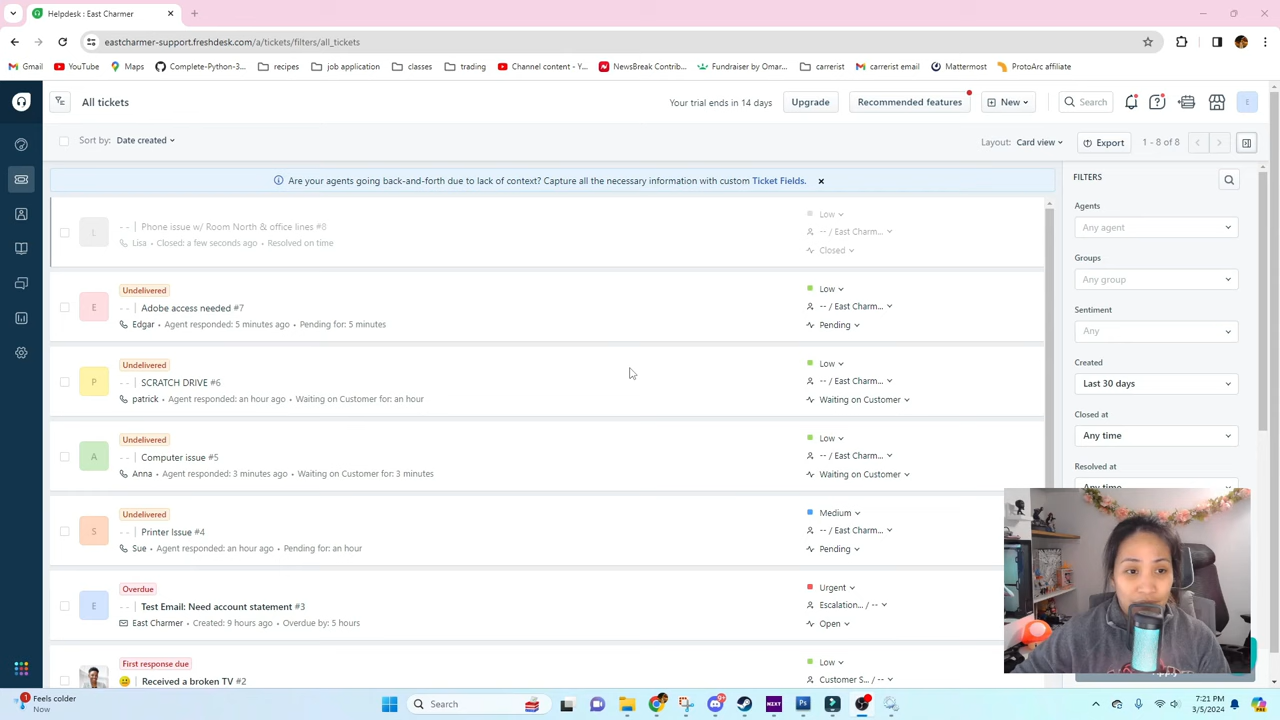 Helpdesk : East Charmer
eastcharmer-support.freshdesk.com/a/tickets/filters/all_tickets
Gmail YouTube Maps Complete-Python-3... recipes job application classes trading Channel content - Y... NewsBreak Contrib... Fundraiser by Omar... carrerist carrerist email Mattermost ProtoArc affiliate
All tickets
Your trial ends in 14 days
Upgrade
Recommended features
New
Search
E
Sort by: Date created
Layout: Card view
Export
1 - 8 of 8
Are your agents going back-and-forth due to lack of context? Capture all the necessary information with custom Ticket Fields.
L
-- | Phone issue w/ Room North & office lines #8
Lisa • Closed: a few seconds ago • Resolved on time
Low
-- / East Charm...
Closed
Undelivered
E
-- | Adobe access needed #7
Edgar • Agent responded: 5 minutes ago • Pending for: 5 minutes
Low
-- / East Charm...
Pending
Undelivered
P
-- | SCRATCH DRIVE #6
patrick • Agent responded: an hour ago • Waiting on Customer for: an hour
Low
-- / East Charm...
Waiting on Customer
Undelivered
A
-- | Computer issue #5
Anna • Agent responded: 3 minutes ago • Waiting on Customer for: 3 minutes
Low
-- / East Charm...
Waiting on Customer
Undelivered
S
-- | Printer Issue #4
Sue • Agent responded: an hour ago • Pending for: an hour
Medium
-- / East Charm...
Pending
Overdue
E
-- | Test Email: Need account statement #3
East Charmer • Created: 9 hours ago • Overdue by: 5 hours
Urgent
Escalation... / --
Open
First response due
-- | Received a broken TV #2
Low
Customer S... / --
FILTERS
Agents
Any agent
Groups
Any group
Sentiment
Any
Created
Last 30 days
Closed at
Any time
Resolved at
Any time
Feels colder
Now
Search
7:21 PM
3/5/2024